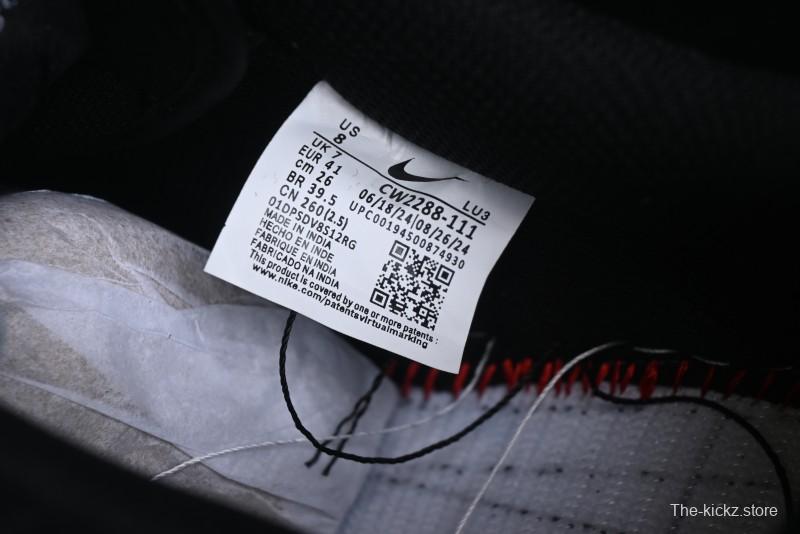 US
8
UK 7
EUR 41
cm 26
BR 39.5
CN 260(2.5)
01DPSDV8S12RG
MADE IN INDIA
HECHO EN INDE
FABRIQUE EN INDIA
FABRICADO NA INDIA
This product is covered by one or more patents :
www.nike.com/patentsvirtualmarking
LU3
CW2288-111
06/18/24|08/26/24
UPC00194500874930
The-kickz.store